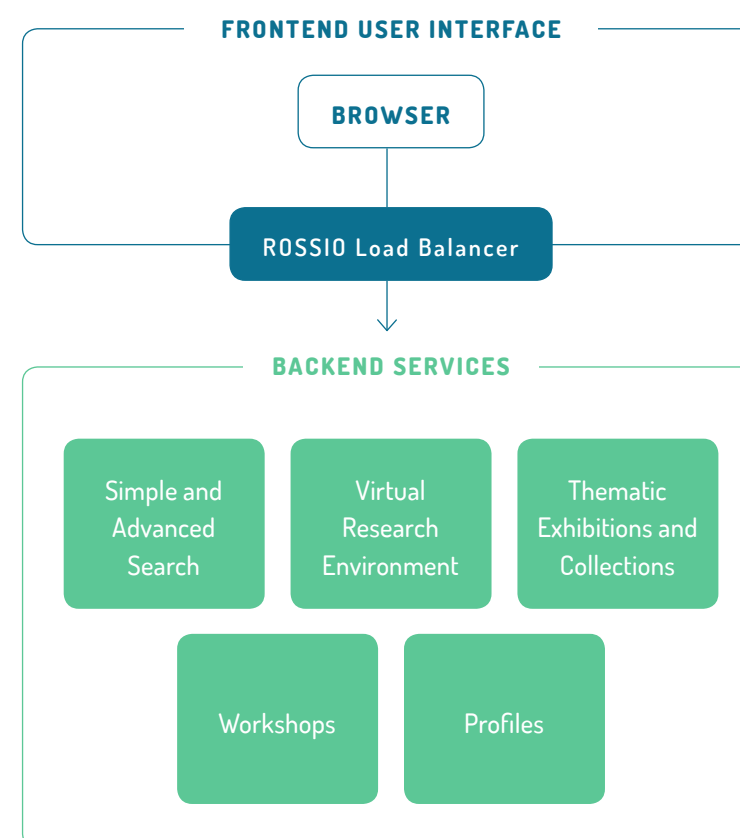 FRONTEND USER INTERFACE
BROWSER
ROSSIO Load Balancer
BACKEND SERVICES
Simple and
Advanced
Search
Virtual
Research
Environment
Thematic
Exhibitions and
Collections
Workshops
Profiles